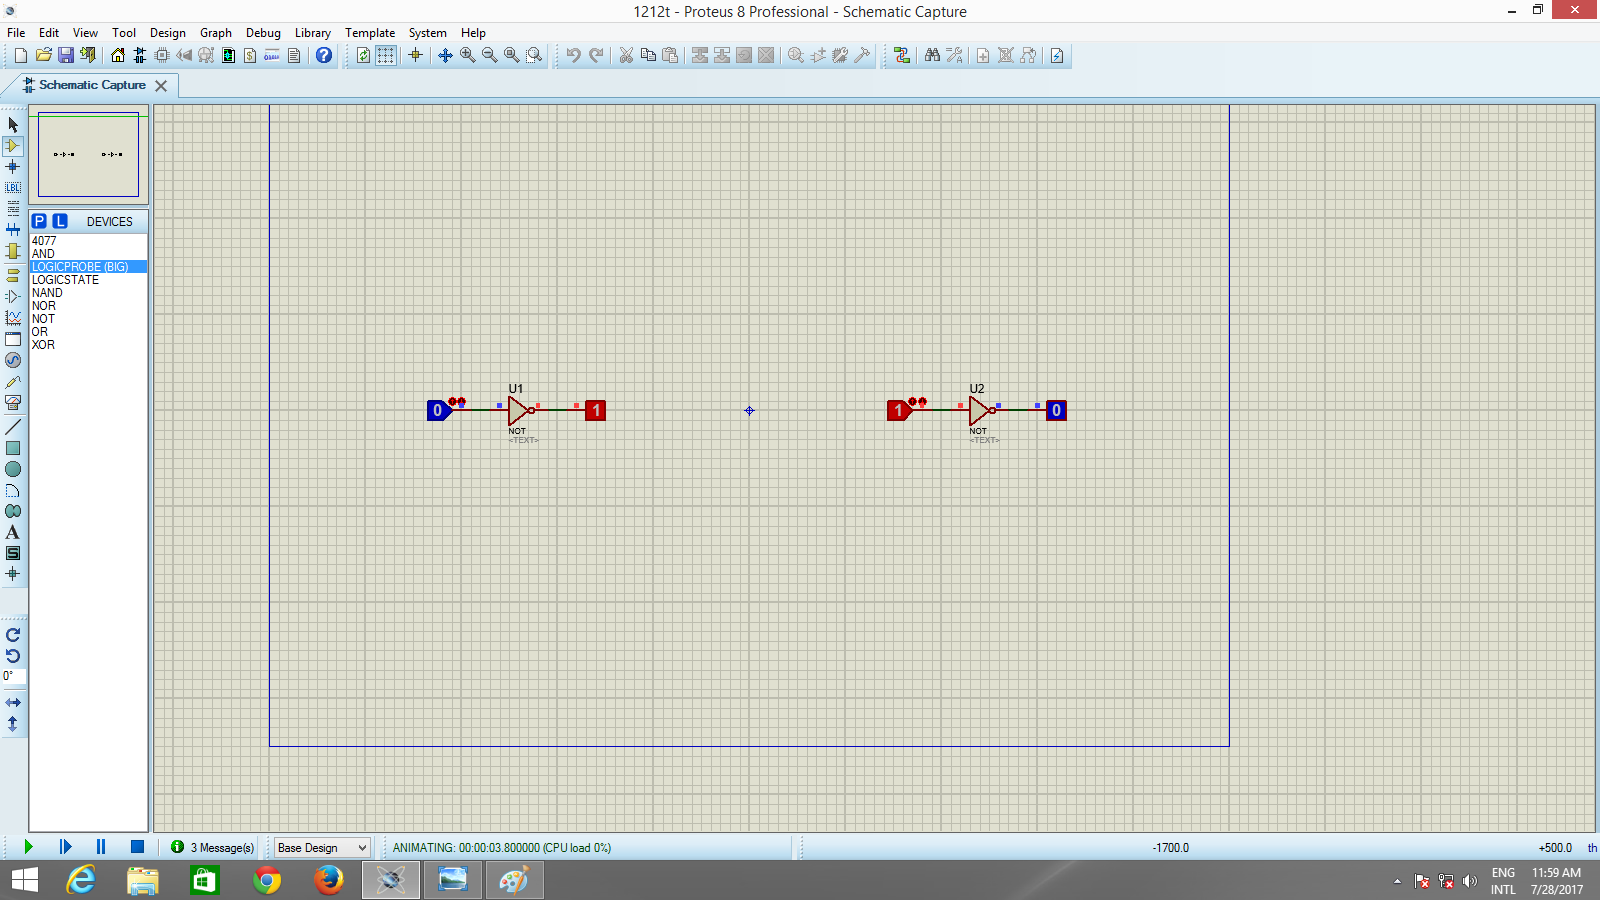 1212t - Proteus 8 Professional - Schematic Capture
File Edit View Tool Design Graph Debug Library Template System Help
Schematic Capture
LBL
P L DEVICES
4077
AND
LOGICPROBE (BIG)
LOGICSTATE
NAND
NOR
NOT
OR
XOR
A
S
0°
U1
0 1
NOT
<TEXT>
U2
1 0
NOT
<TEXT>
3 Message(s) Base Design ANIMATING: 00:00:03.800000 (CPU load 0%) -1700.0 +500.0 th
ENG 11:59 AM
INTL 7/28/2017